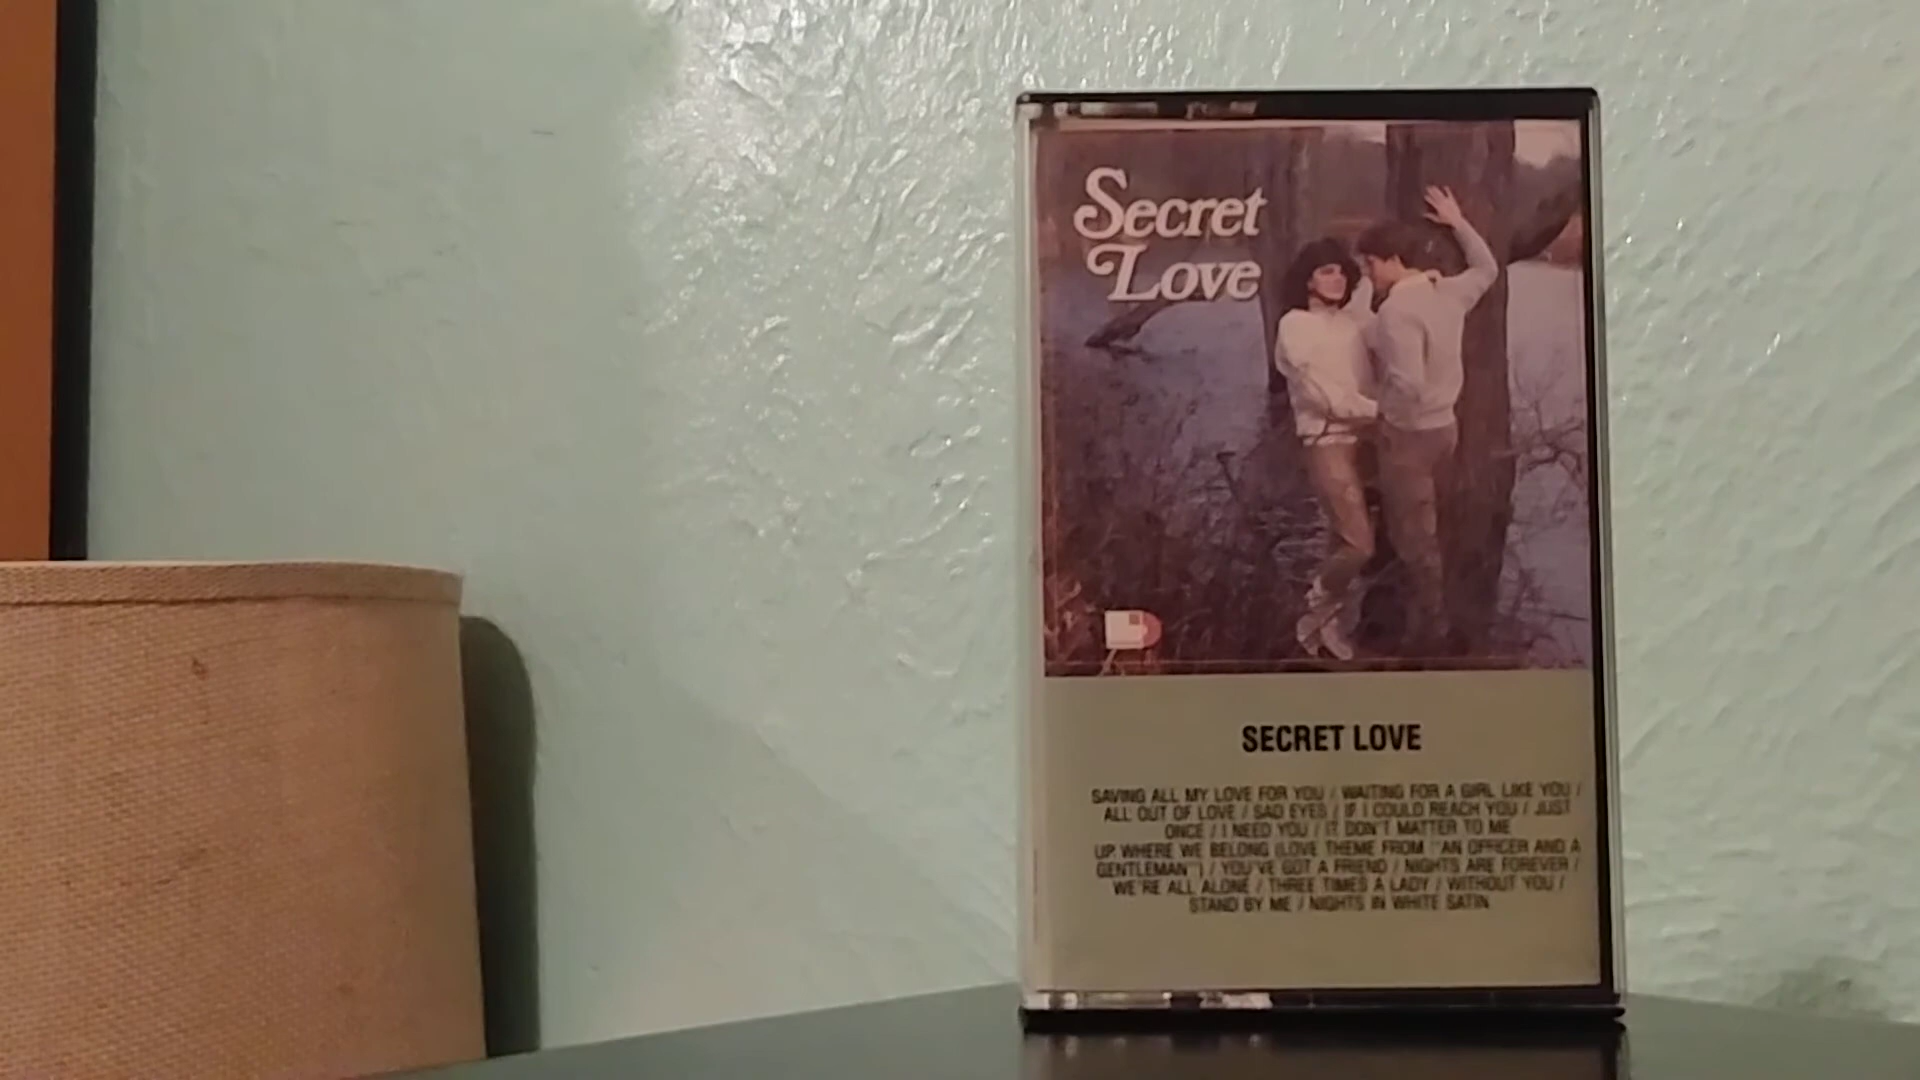 Secret
Love
SECRET LOVE
SAVING ALL MY LOVE FOR YOU / WAITING FOR A GIRL LIKE YOU /
ALL OUT OF LOVE / SAD EYES / IF I COULD REACH YOU / JUST
ONCE / I NEED YOU / IT DON'T MATTER TO ME
UP WHERE WE BELONG (LOVE THEME FROM "AN OFFICER AND A
GENTLEMAN") / YOU'VE GOT A FRIEND / NIGHTS ARE FOREVER /
WE'RE ALL ALONE / THREE TIMES A LADY / WITHOUT YOU /
STAND BY ME / NIGHTS IN WHITE SATIN